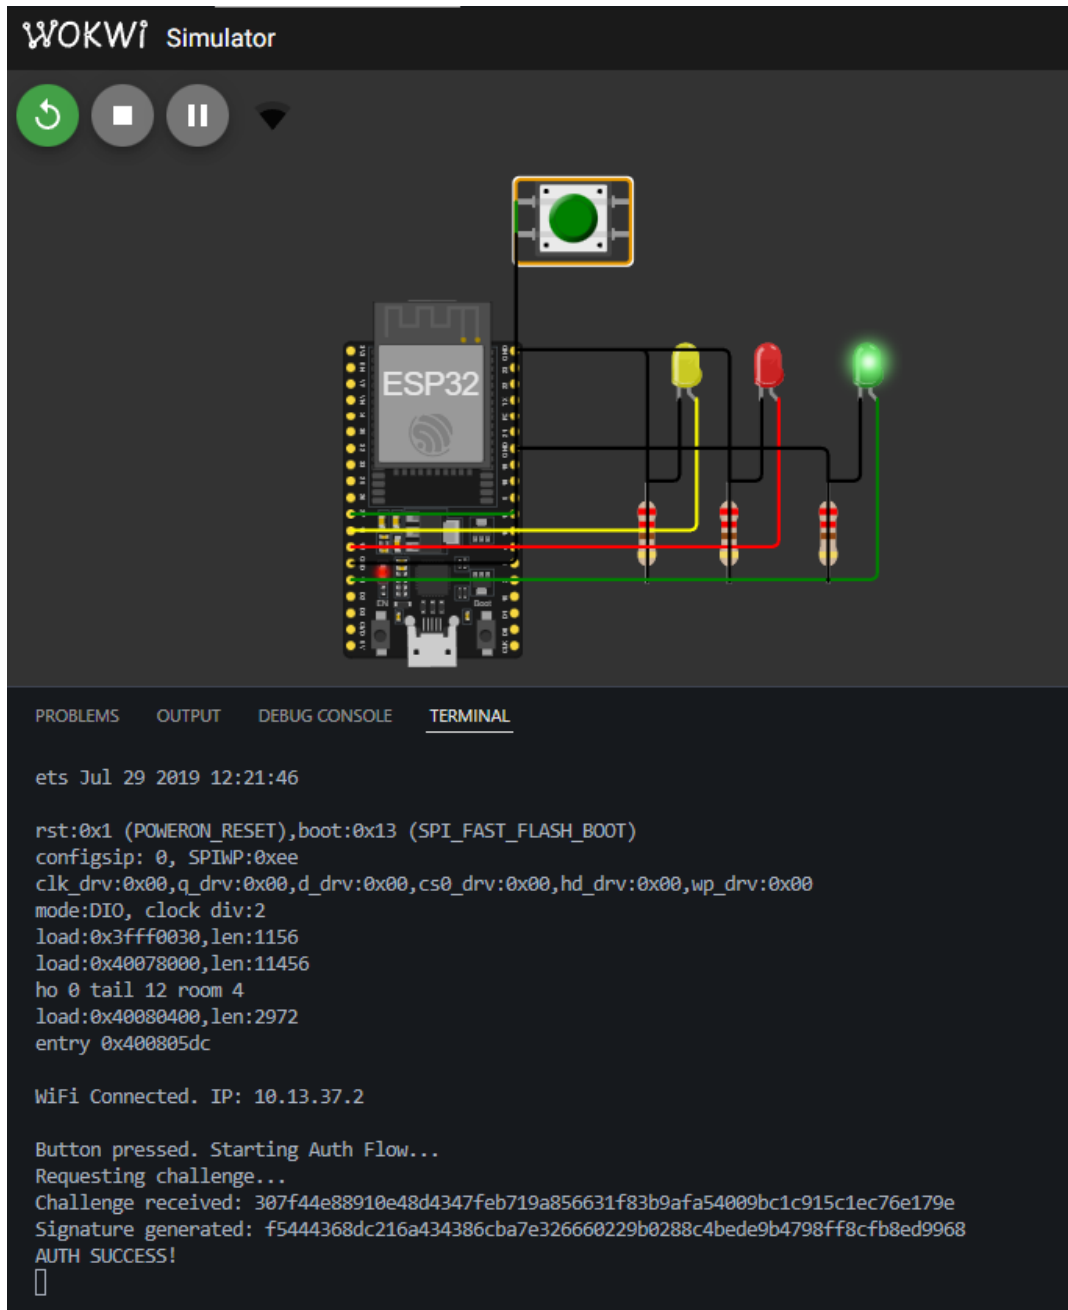 WOKWi Simulator
ESP32
EN
Boot
PROBLEMS OUTPUT DEBUG CONSOLE TERMINAL
ets Jul 29 2019 12:21:46
rst:0x1 (POWERON_RESET),boot:0x13 (SPI_FAST_FLASH_BOOT)
configsip: 0, SPIWP:0xee
clk_drv:0x00,q_drv:0x00,d_drv:0x00,cs0_drv:0x00,hd_drv:0x00,wp_drv:0x00
mode:DIO, clock div:2
load:0x3fff0030,len:1156
load:0x40078000,len:11456
ho 0 tail 12 room 4
load:0x40080400,len:2972
entry 0x400805dc
WiFi Connected. IP: 10.13.37.2
Button pressed. Starting Auth Flow...
Requesting challenge...
Challenge received: 307f44e88910e48d4347feb719a856631f83b9afa54009bc1c915c1ec76e179e
Signature generated: f5444368dc216a434386cba7e326660229b0288c4bede9b4798ff8cfb8ed9968
AUTH SUCCESS!